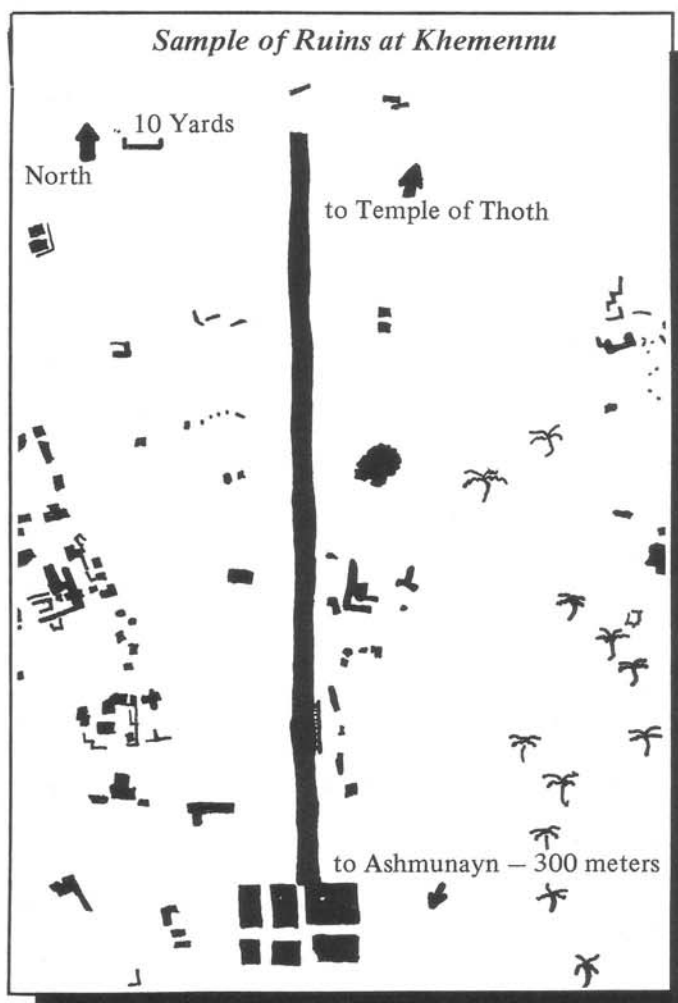 Sample of Ruins at Khemennu
10 Yards
North
to Temple of Thoth
to Ashmunayn – 300 meters